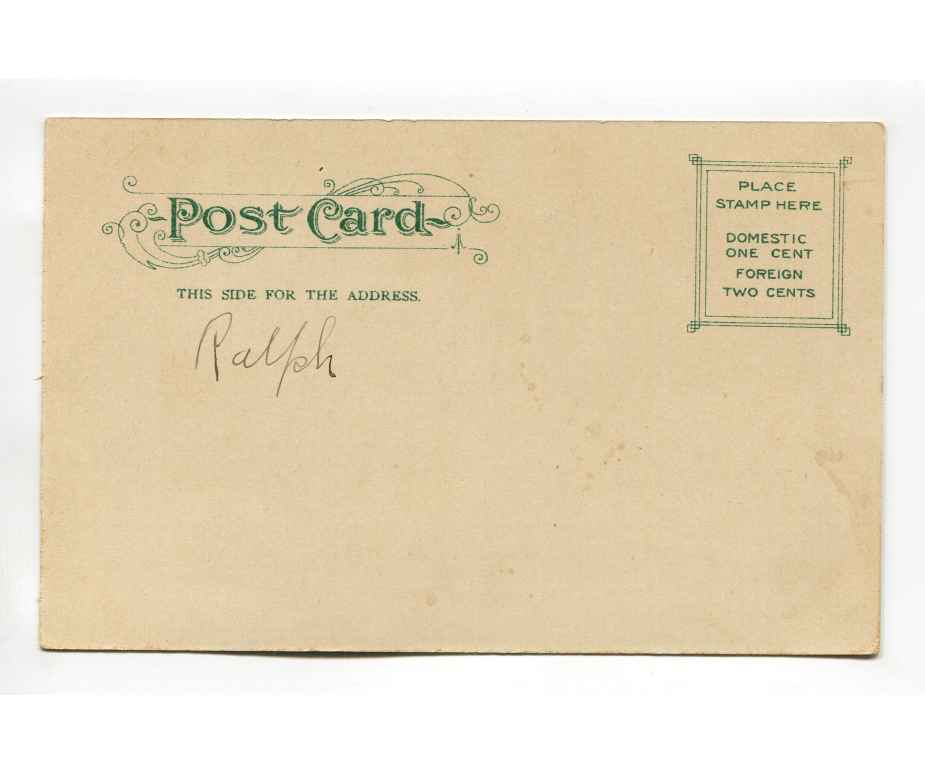 Post Card
THIS SIDE FOR THE ADDRESS.
Ralph
PLACE
STAMP HERE
DOMESTIC
ONE CENT
FOREIGN
TWO CENTS